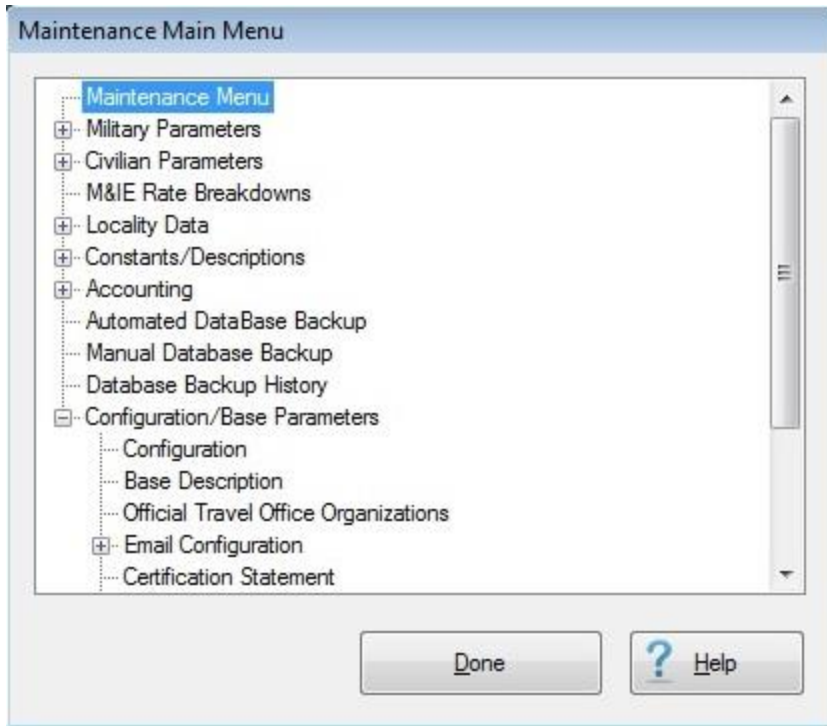 Maintenance Main Menu
Maintenance Menu
Military Parameters
Civilian Parameters
M&IE Rate Breakdowns
Locality Data
Constants/Descriptions
Accounting
Automated DataBase Backup
Manual Database Backup
Database Backup History
Configuration/Base Parameters
Configuration
Base Description
Official Travel Office Organizations
Email Configuration
Certification Statement
Done
? Help